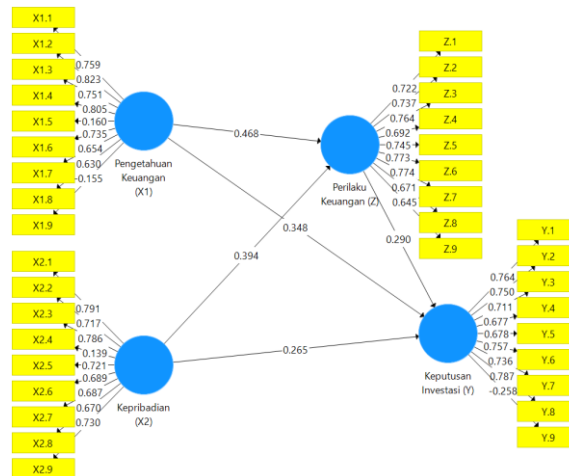 X1.1
X1.2
X1.3
X1.4
X1.5
X1.6
X1.7
X1.8
X1.9
0.759
0.823
0.751
0.805
0.160
0.735
0.654
0.630
-0.155
Pengetahuan
Keuangan
(X1)
0.468
0.348
0.394
X2.1
X2.2
X2.3
X2.4
X2.5
X2.6
X2.7
X2.8
X2.9
0.791
0.717
0.786
0.139
0.721
0.689
0.687
0.670
0.730
Kepribadian
(X2)
0.265
Z.1
Z.2
Z.3
Z.4
Z.5
Z.6
Z.7
Z.8
Z.9
0.722
0.737
0.764
0.692
0.745
0.773
0.774
0.671
0.645
Perilaku
Keuangan (Z)
0.290
Y.1
Y.2
Y.3
Y.4
Y.5
Y.6
Y.7
Y.8
Y.9
0.764
0.750
0.711
0.677
0.678
0.757
0.736
0.787
-0.258
Keputusan
Investasi (Y)